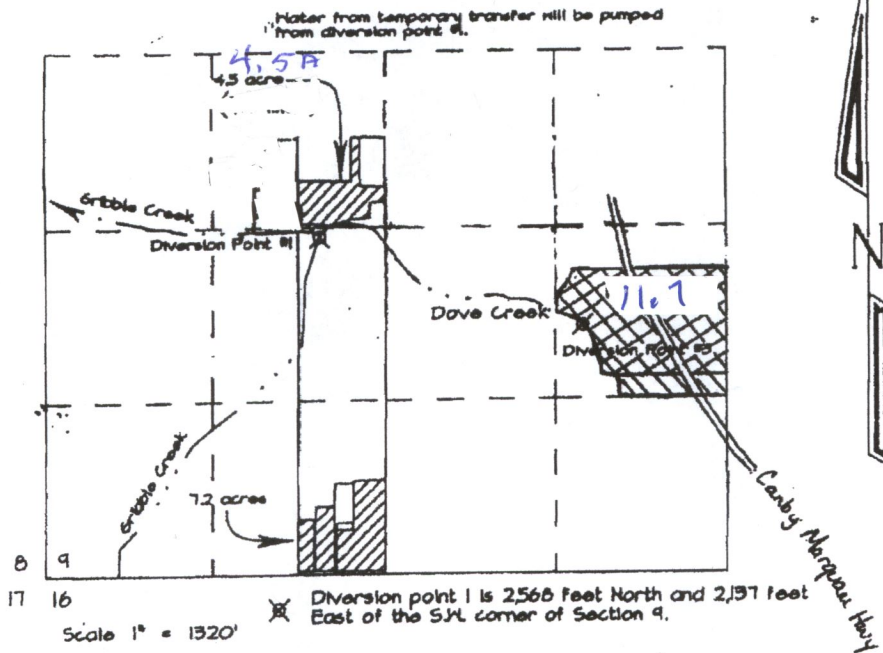 Water from temporary transfer will be pumped
from diversion point #1.
4.5 A
4.5 acre
Gribble Creek
Diversion Point #1
N
11.7
Dove Creek
Diversion Point #3
Gribble Creek
7.2 acres
Canby Marquam Hwy
8 9
17 16
Diversion point 1 is 2,568 feet North and 2,137 feet
East of the S.W. corner of Section 9.
Scale 1" = 1320'